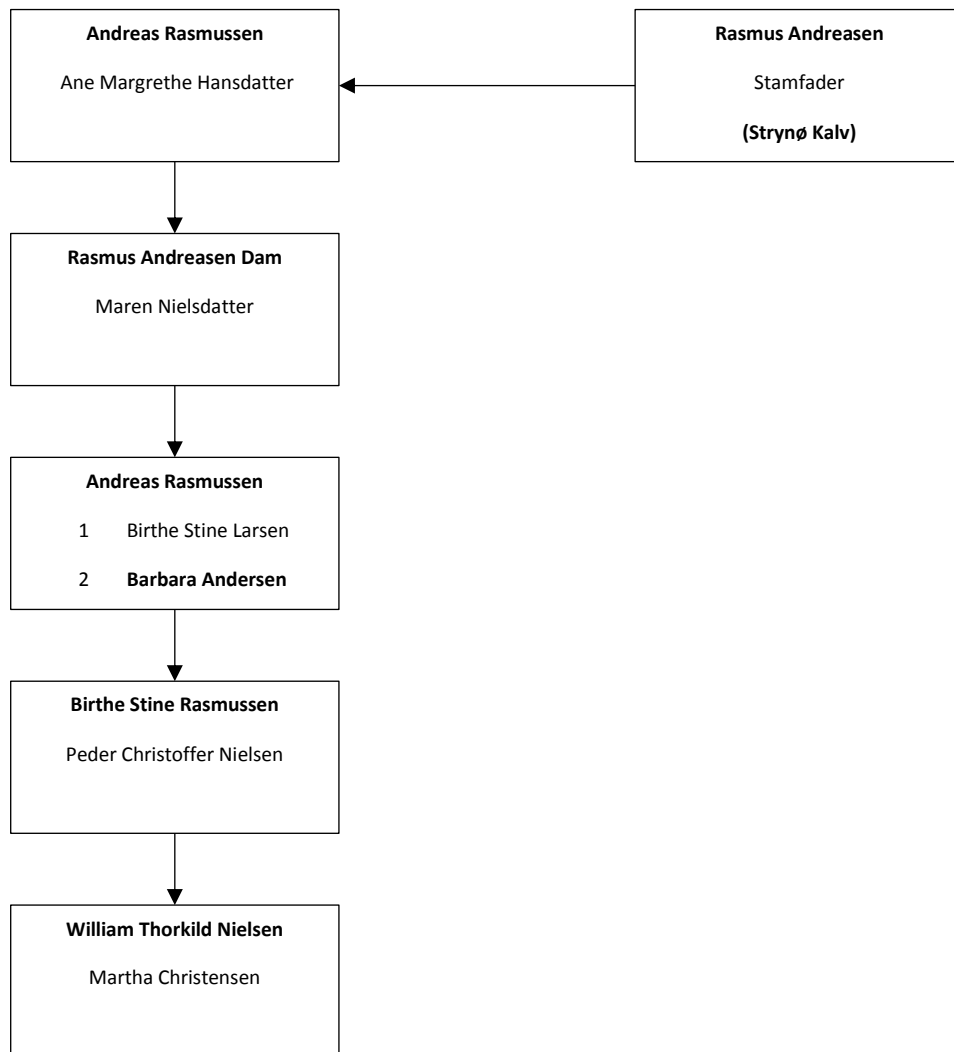 Andreas Rasmussen
Ane Margrethe Hansdatter
Rasmus Andreasen
Stamfader
(Strynø Kalv)
Rasmus Andreasen Dam
Maren Nielsdatter
Andreas Rasmussen
1 Birthe Stine Larsen
2 Barbara Andersen
Birthe Stine Rasmussen
Peder Christoffer Nielsen
William Thorkild Nielsen
Martha Christensen